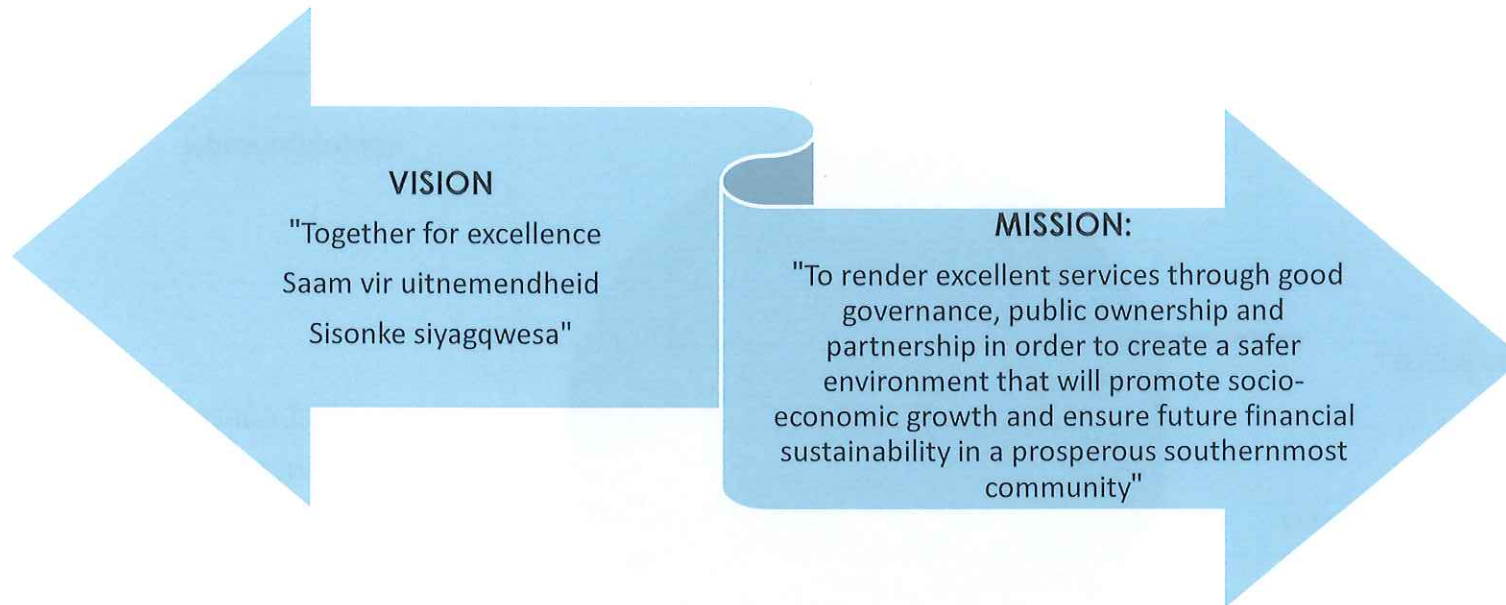 VISION
"Together for excellence
Saam vir uitnemendheid
Sisonke siyagqwesa"
MISSION:
"To render excellent services through good
governance, public ownership and
partnership in order to create a safer
environment that will promote socio-
economic growth and ensure future financial
sustainability in a prosperous southernmost
community"